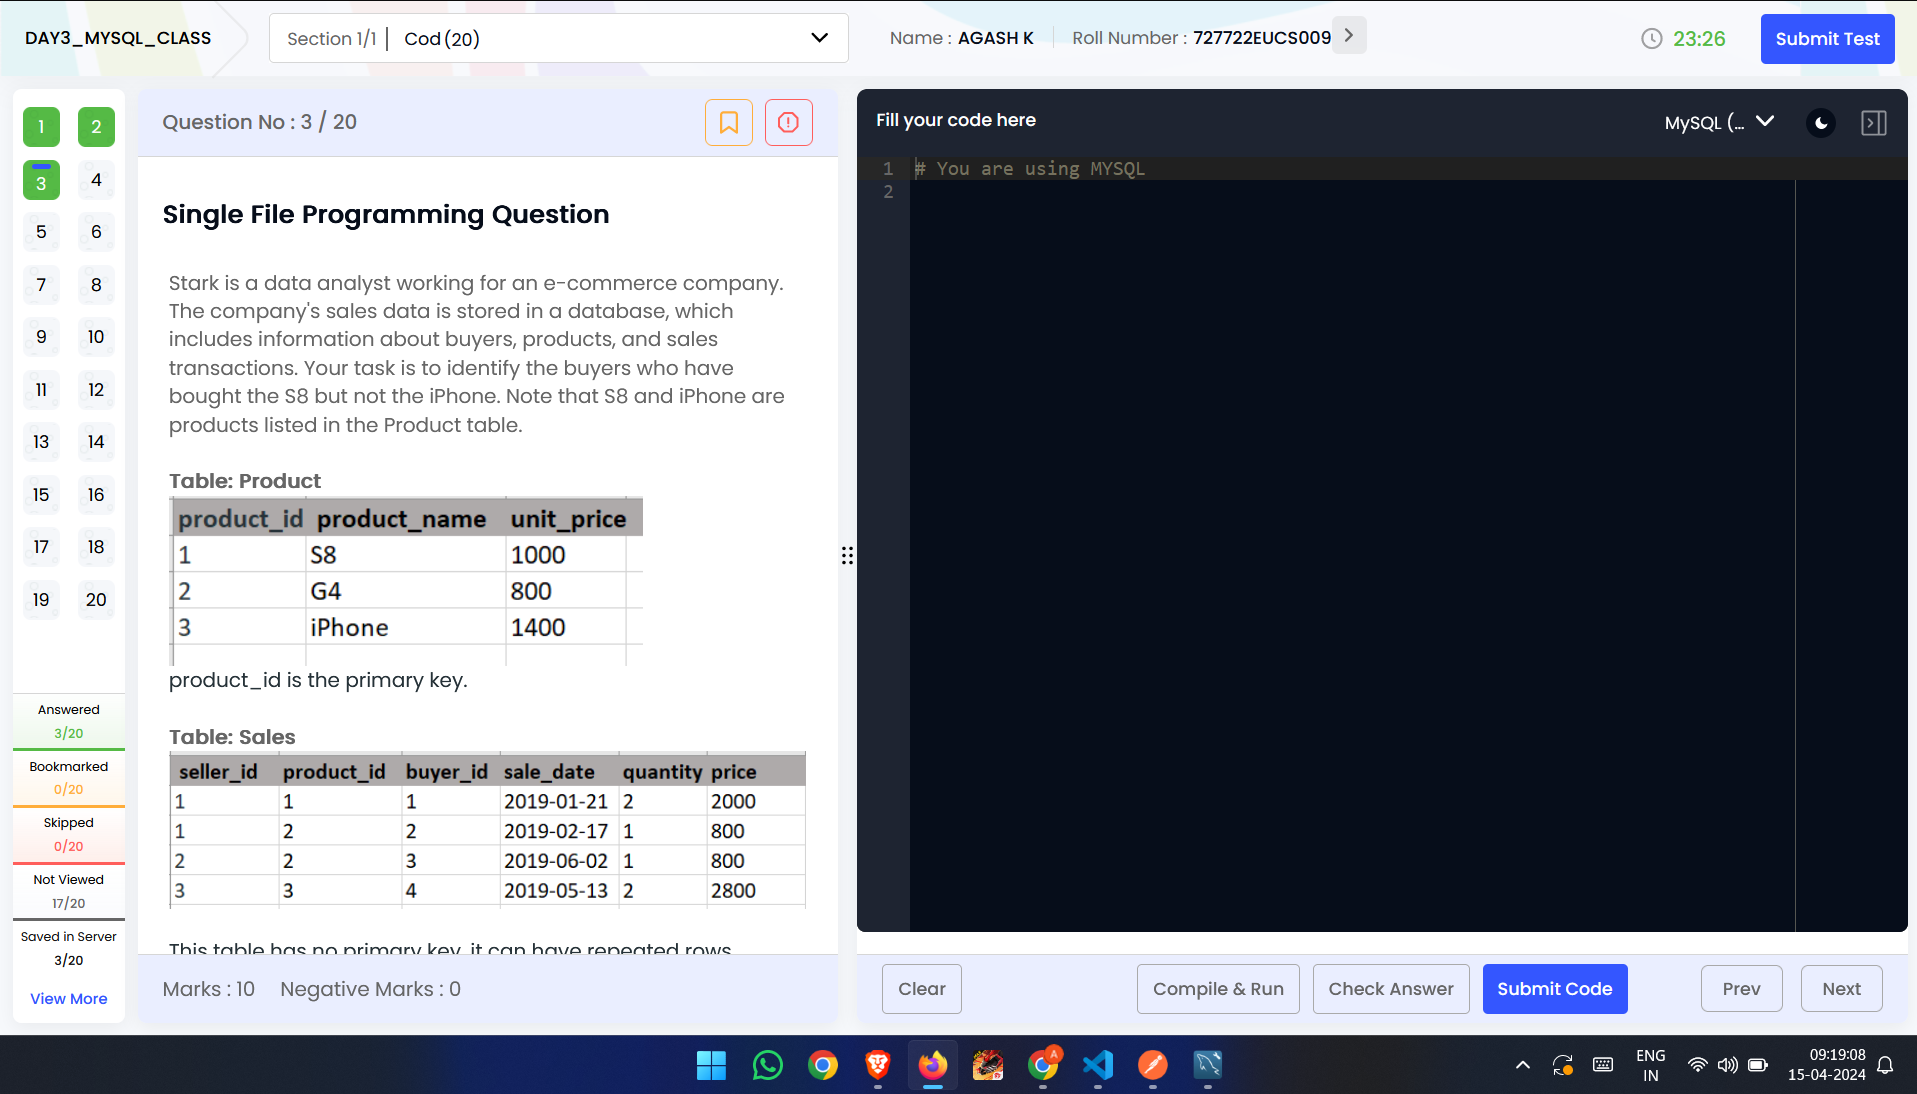 DAY3_MYSQL_CLASS
Section 1/1 | Cod (20)
Name : AGASH K
Roll Number : 727722EUCS009
23:26
Submit Test
1 2
3 4
5 6
7 8
9 10
11 12
13 14
15 16
17 18
19 20
Answered
3/20
Bookmarked
0/20
Skipped
0/20
Not Viewed
17/20
Saved in Server
3/20
View More
Question No : 3 / 20
Single File Programming Question
Stark is a data analyst working for an e-commerce company.
The company's sales data is stored in a database, which
includes information about buyers, products, and sales
transactions. Your task is to identify the buyers who have
bought the S8 but not the iPhone. Note that S8 and iPhone are
products listed in the Product table.
Table: Product
product_id product_name unit_price
1 S8 1000
2 G4 800
3 iPhone 1400
product_id is the primary key.
Table: Sales
seller_id product_id buyer_id sale_date quantity price
1 1 1 2019-01-21 2 2000
1 2 2 2019-02-17 1 800
2 2 3 2019-06-02 1 800
3 3 4 2019-05-13 2 2800
This table has no primary key, it can have repeated rows
Marks : 10 Negative Marks : 0
Fill your code here
MySQL (...
1 # You are using MYSQL
2
Clear
Compile & Run
Check Answer
Submit Code
Prev
Next
A
ENG
IN
09:19:08
15-04-2024